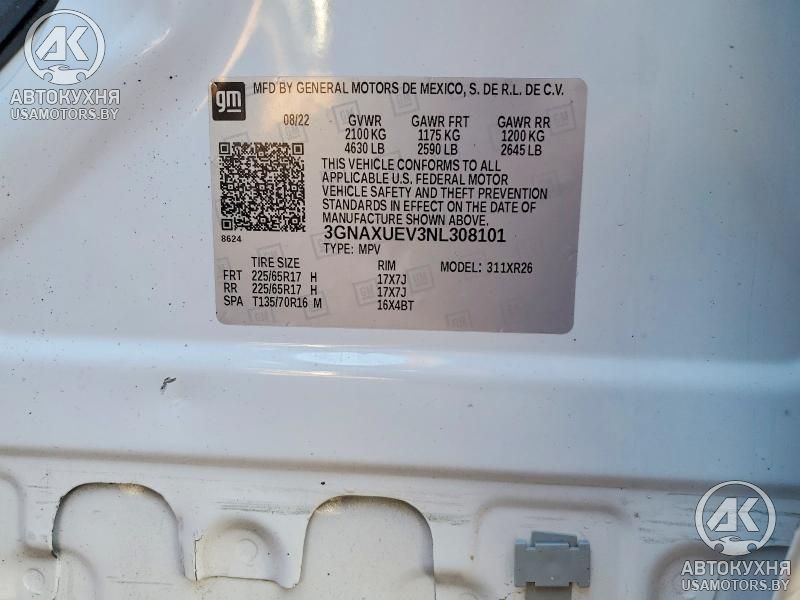 AK
АВТОКУХНЯ
USAMOTORS.BY
gm
MFD BY GENERAL MOTORS DE MEXICO, S. DE R.L. DE C.V.
08/22 GVWR GAWR FRT GAWR RR
2100 KG 1175 KG 1200 KG
4630 LB 2590 LB 2645 LB
THIS VEHICLE CONFORMS TO ALL
APPLICABLE U.S. FEDERAL MOTOR
VEHICLE SAFETY AND THEFT PREVENTION
STANDARDS IN EFFECT ON THE DATE OF
MANUFACTURE SHOWN ABOVE.
8624 3GNAXUEV3NL308101
TYPE: MPV
TIRE SIZE RIM MODEL: 311XR26
FRT 225/65R17 H 17X7J
RR 225/65R17 H 17X7J
SPA T135/70R16 M 16X4BT
AK
АВТОКУХНЯ
USAMOTORS.BY